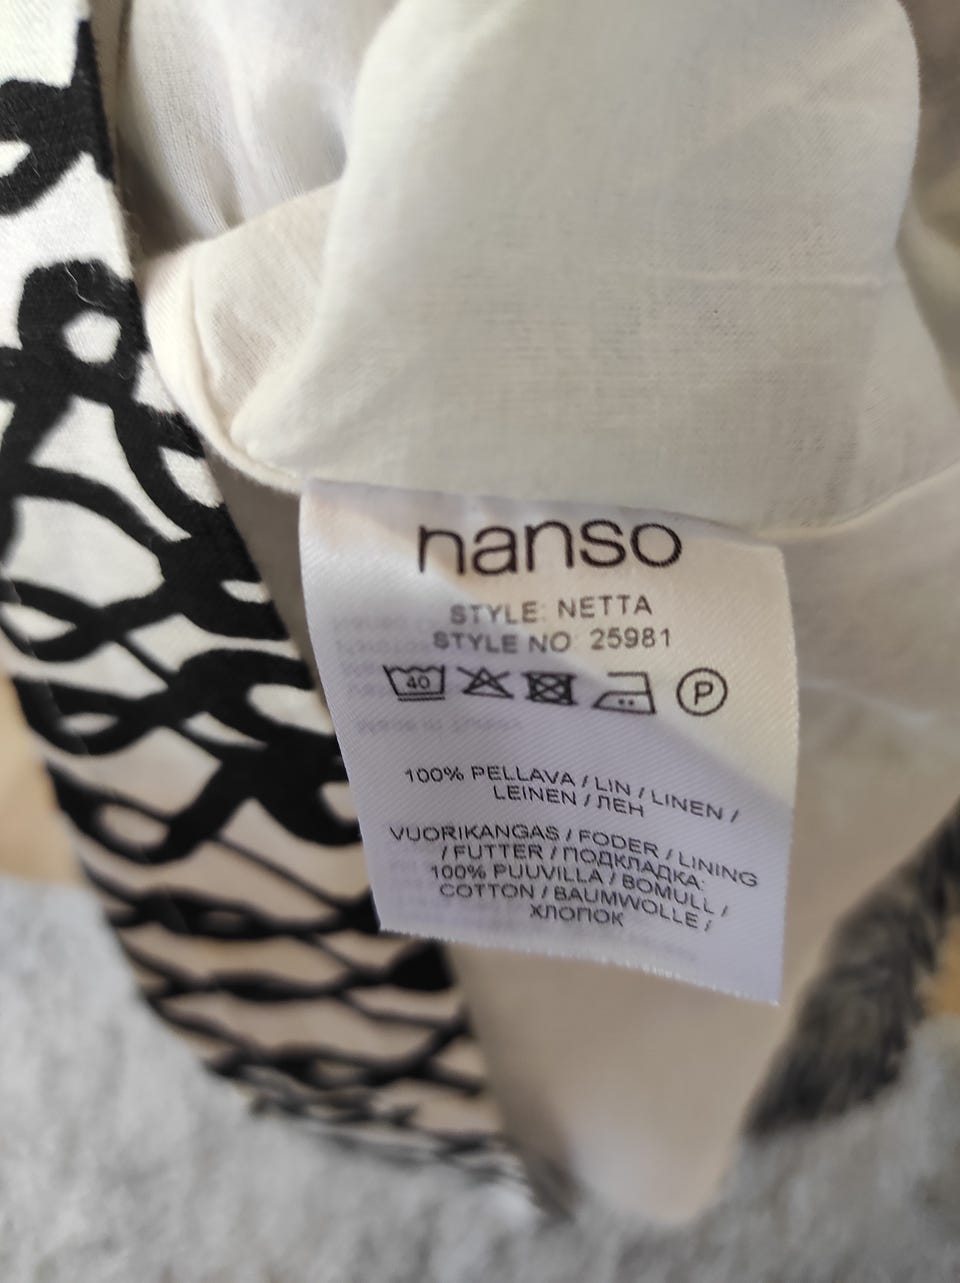 nanso
STYLE: NETTA
STYLE NO 25981
40 P
100% PELLAVA / LIN / LINEN /
LEINEN / ЛЕН
VUORIKANGAS / FODER / LINING
/ FUTTER / ПОДКЛАДКА:
100% PUUVILLA / BOMULL /
COTTON / BAUMWOLLE /
ХЛОПОК